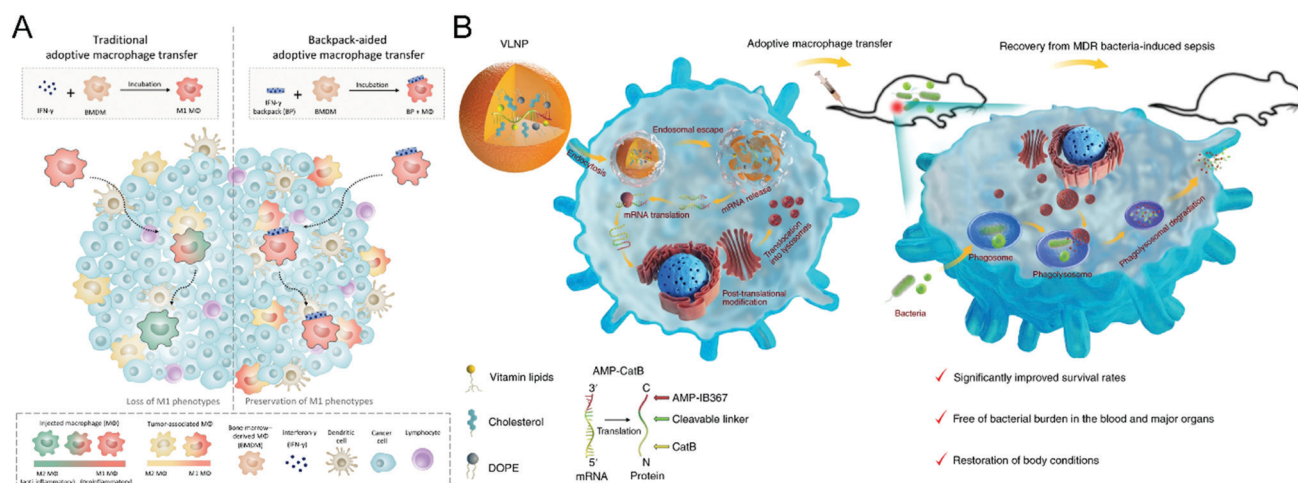 A
Traditional
adoptive macrophage transfer
Backpack-aided
adoptive macrophage transfer
IFN-γ
+
BMDM
Incubation
M1 MΦ
IFN-γ
backpack (BP)
+
BMDM
Incubation
BP + MΦ
Loss of M1 phenotypes
Preservation of M1 phenotypes
Injected macrophage (MΦ)
M2 MΦ
M1 MΦ
(anti-inflammatory)
(proinflammatory)
Tumor-associated MΦ
M2 MΦ
M1 MΦ
Bone marrow–
derived MΦ
(BMDM)
Interferon-γ
(IFN-γ)
Dendritic
cell
Cancer
cell
Lymphocyte
B
VLNP
Adoptive macrophage transfer
Recovery from MDR bacteria-induced sepsis
Endocytosis
Endosomal escape
mRNA release
mRNA translation
Translocation
into lysosomes
Post-translational
modification
Phagosome
Phagolysosome
Phagolysosomal degradation
Bacteria
Vitamin lipids
Cholesterol
DOPE
AMP-CatB
3'
5'
mRNA
Translation
C
N
Protein
AMP-IB367
Cleavable linker
CatB
✓ Significantly improved survival rates
✓ Free of bacterial burden in the blood and major organs
✓ Restoration of body conditions